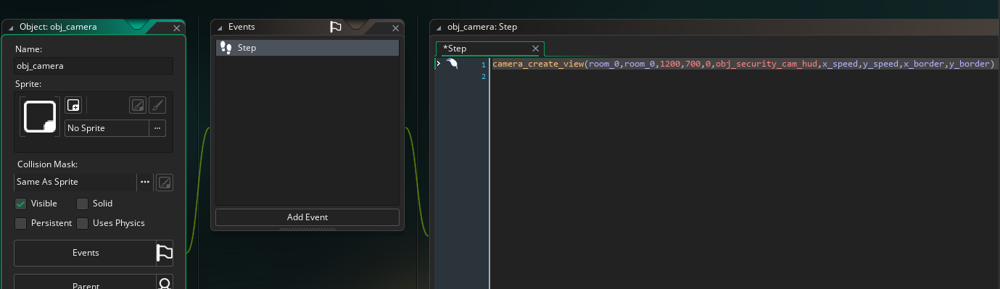 Object: obj_camera
Name:
obj_camera
Sprite:
No Sprite
...
Collision Mask:
Same As Sprite
...
Visible
Solid
Persistent
Uses Physics
Events
Parent
Events
Step
Add Event
obj_camera: Step
*Step
1 camera_create_view(room_0,room_0,1200,700,0,obj_security_cam_hud,x_speed,y_speed,x_border,y_border)
2